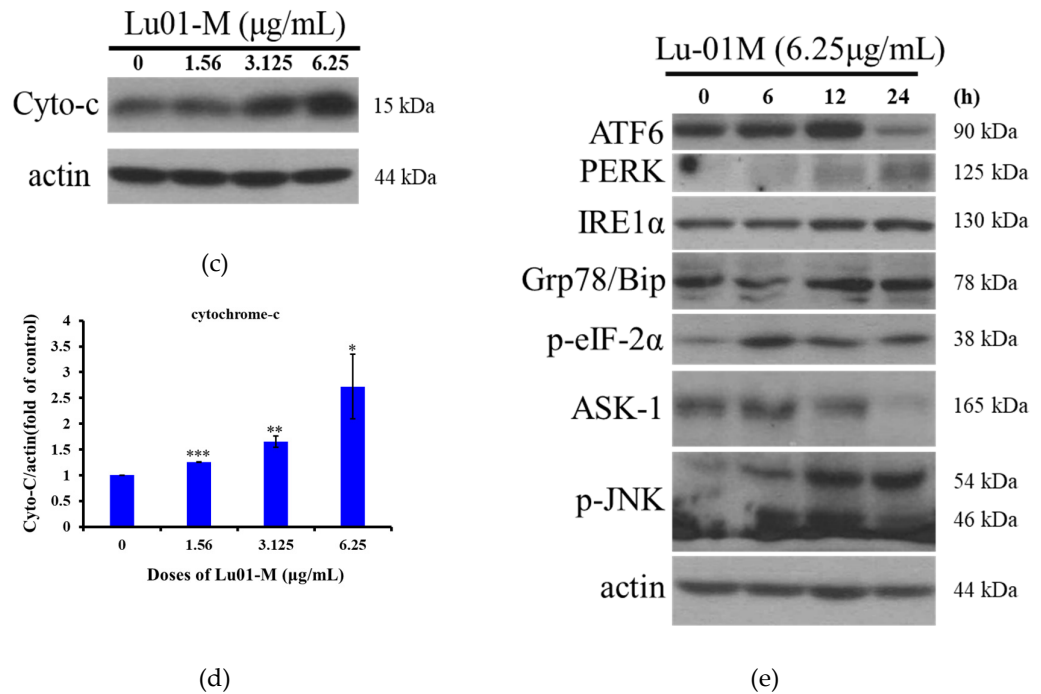 Lu01-M (μg/mL)
0 1.56 3.125 6.25
Cyto-c 15 kDa
actin 44 kDa
(c)
cytochrome-c
Cyto-C/actin(fold of control)
4
3.5
3
2.5
2
1.5
1
0.5
0
*
**
***
0 1.56 3.125 6.25
Doses of Lu01-M (μg/mL)
(d)
Lu-01M (6.25μg/mL)
0 6 12 24 (h)
ATF6 90 kDa
PERK 125 kDa
IRE1α 130 kDa
Grp78/Bip 78 kDa
p-eIF-2α 38 kDa
ASK-1 165 kDa
p-JNK 54 kDa
46 kDa
actin 44 kDa
(e)